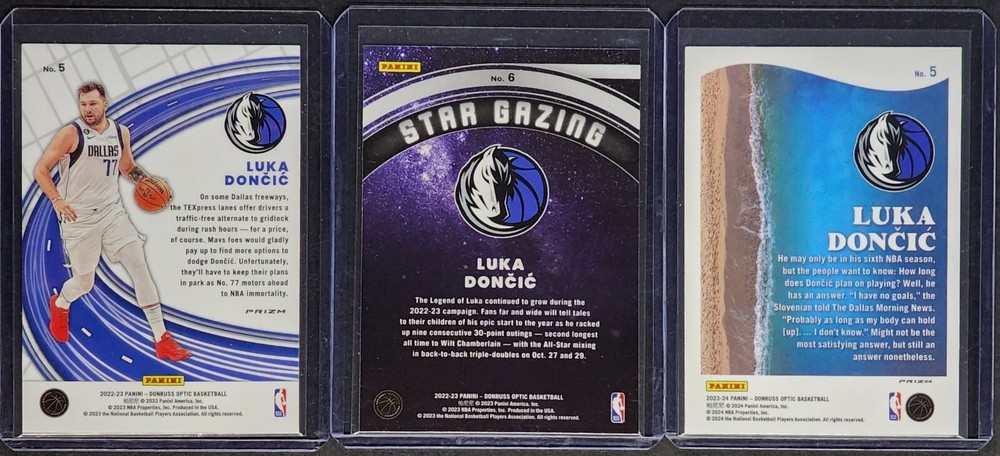 No. 5
DALLAS
77
LUKA
DONČIĆ
On some Dallas freeways,
the TEXpress lanes offer drivers a
traffic-free alternate to gridlock
during rush hours — for a price,
of course. Mavs foes would gladly
pay up to find more options to
dodge Dončić. Unfortunately,
they'll have to keep their plans
in park as No. 77 motors ahead
to NBA immortality.
PRIZM
PANINI
2022-23 PANINI – DONRUSS OPTIC BASKETBALL
帕尼尼 © 2023 Panini America, Inc.
© 2023 NBA Properties, Inc. Produced in the USA.
© 2023 the National Basketball Players Association. All rights reserved.
PANINI
No. 6
STAR GAZING
LUKA
DONČIĆ
The Legend of Luka continued to grow during the
2022-23 campaign. Fans far and wide will tell tales
to their children of his epic start to the year as he racked
up nine consecutive 30-point outings — second longest
all time to Wilt Chamberlain — with the All-Star mixing
in back-to-back triple-doubles on Oct. 27 and 29.
2022-23 PANINI – DONRUSS OPTIC BASKETBALL
帕尼尼 © 2023 Panini America, Inc.
© 2023 NBA Properties, Inc. Produced in the USA.
© 2023 the National Basketball Players Association. All rights reserved.
No. 5
LUKA
DONČIĆ
He may only be in his sixth NBA season,
but the people want to know: How long
does Dončić plan on playing? Well, he
has an answer. "I have no goals," the
Slovenian told The Dallas Morning News.
"Probably as long as my body can hold
[up]. ... I don't know." Might not be the
most satisfying answer, but still an
answer nonetheless.
PRIZM
PANINI
2023-24 PANINI – DONRUSS OPTIC BASKETBALL
帕尼尼 © 2024 Panini America, Inc.
© 2024 NBA Properties, Inc.
© 2024 the National Basketball Players Association. All rights reserved.